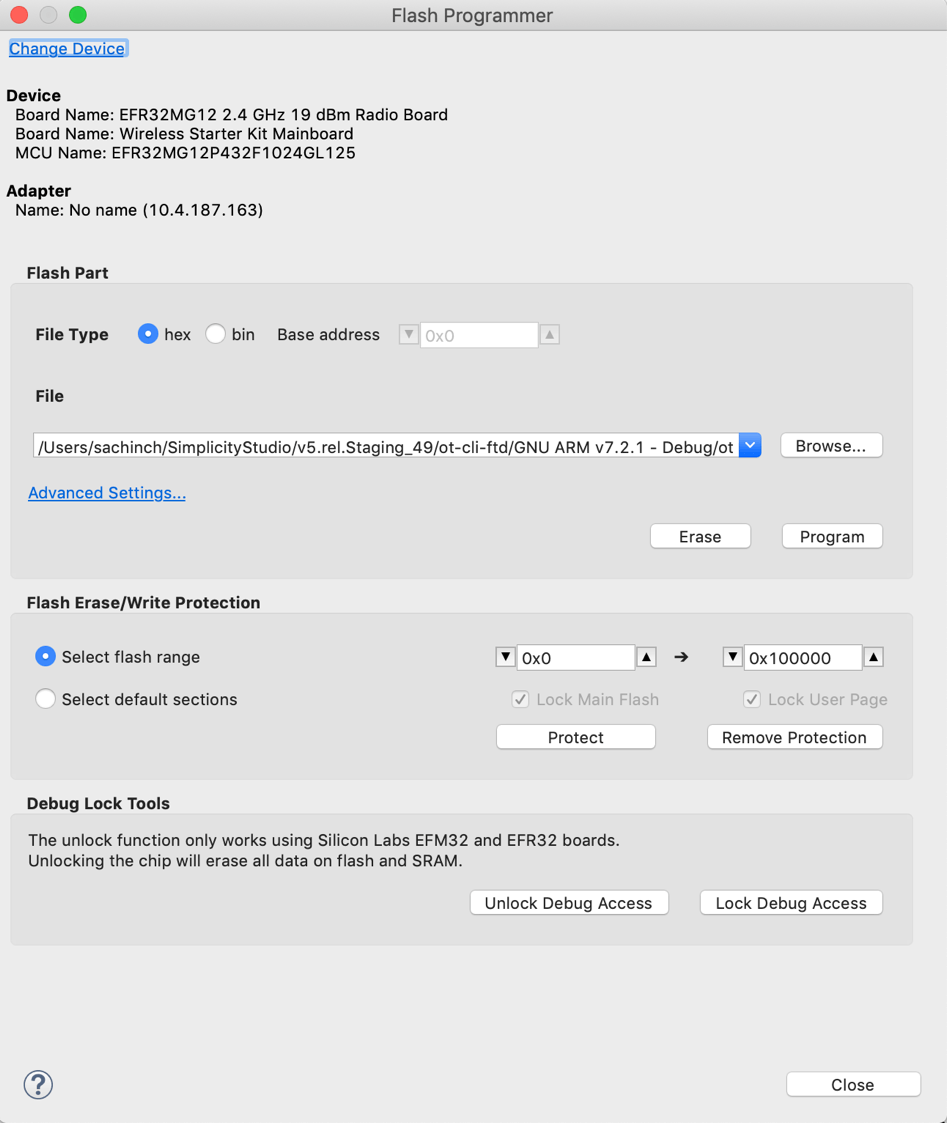 Flash Programmer
Change Device
Device
Board Name: EFR32MG12 2.4 GHz 19 dBm Radio Board
Board Name: Wireless Starter Kit Mainboard
MCU Name: EFR32MG12P432F1024GL125
Adapter
Name: No name (10.4.187.163)
Flash Part
File Type hex bin Base address 0x0
File
/Users/sachinch/SimplicityStudio/v5.rel.Staging_49/ot-cli-ftd/GNU ARM v7.2.1 - Debug/ot Browse...
Advanced Settings...
Erase Program
Flash Erase/Write Protection
Select flash range 0x0 → 0x100000
Select default sections Lock Main Flash Lock User Page
Protect Remove Protection
Debug Lock Tools
The unlock function only works using Silicon Labs EFM32 and EFR32 boards.
Unlocking the chip will erase all data on flash and SRAM.
Unlock Debug Access Lock Debug Access
? Close